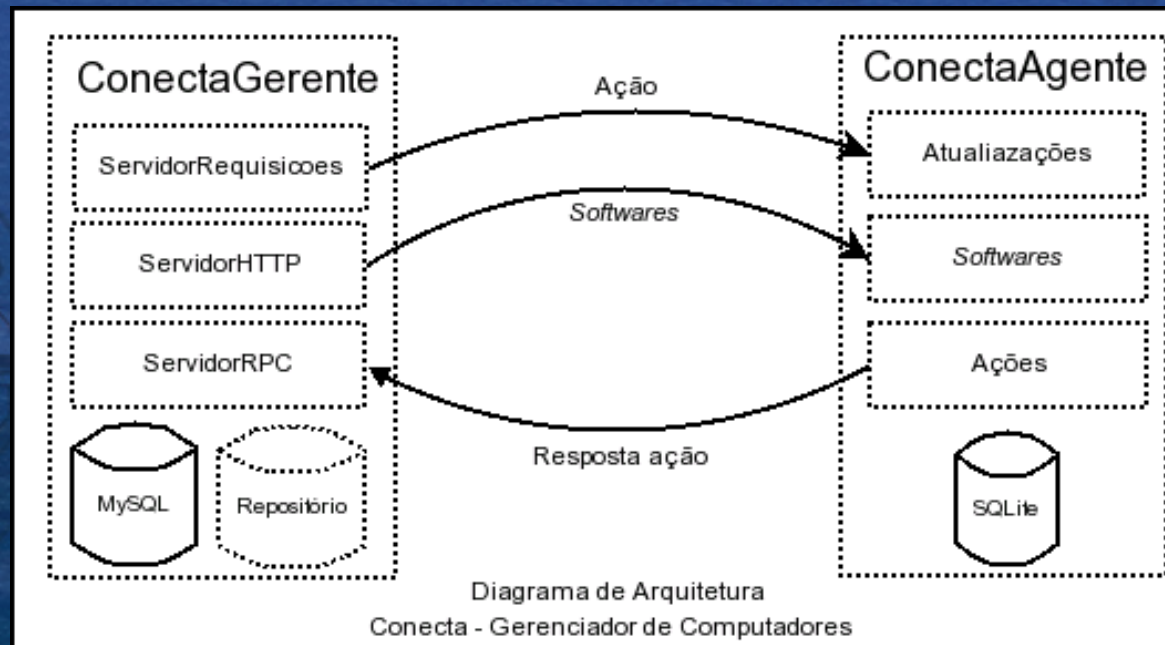 ConectaGerente
ServidorRequisicoes
ServidorHTTP
ServidorRPC
MySQL
Repositório
Ação
Softwares
Resposta ação
ConectaAgente
Atualiazações
Softwares
Ações
SQLite
Diagrama de Arquitetura
Conecta - Gerenciador de Computadores